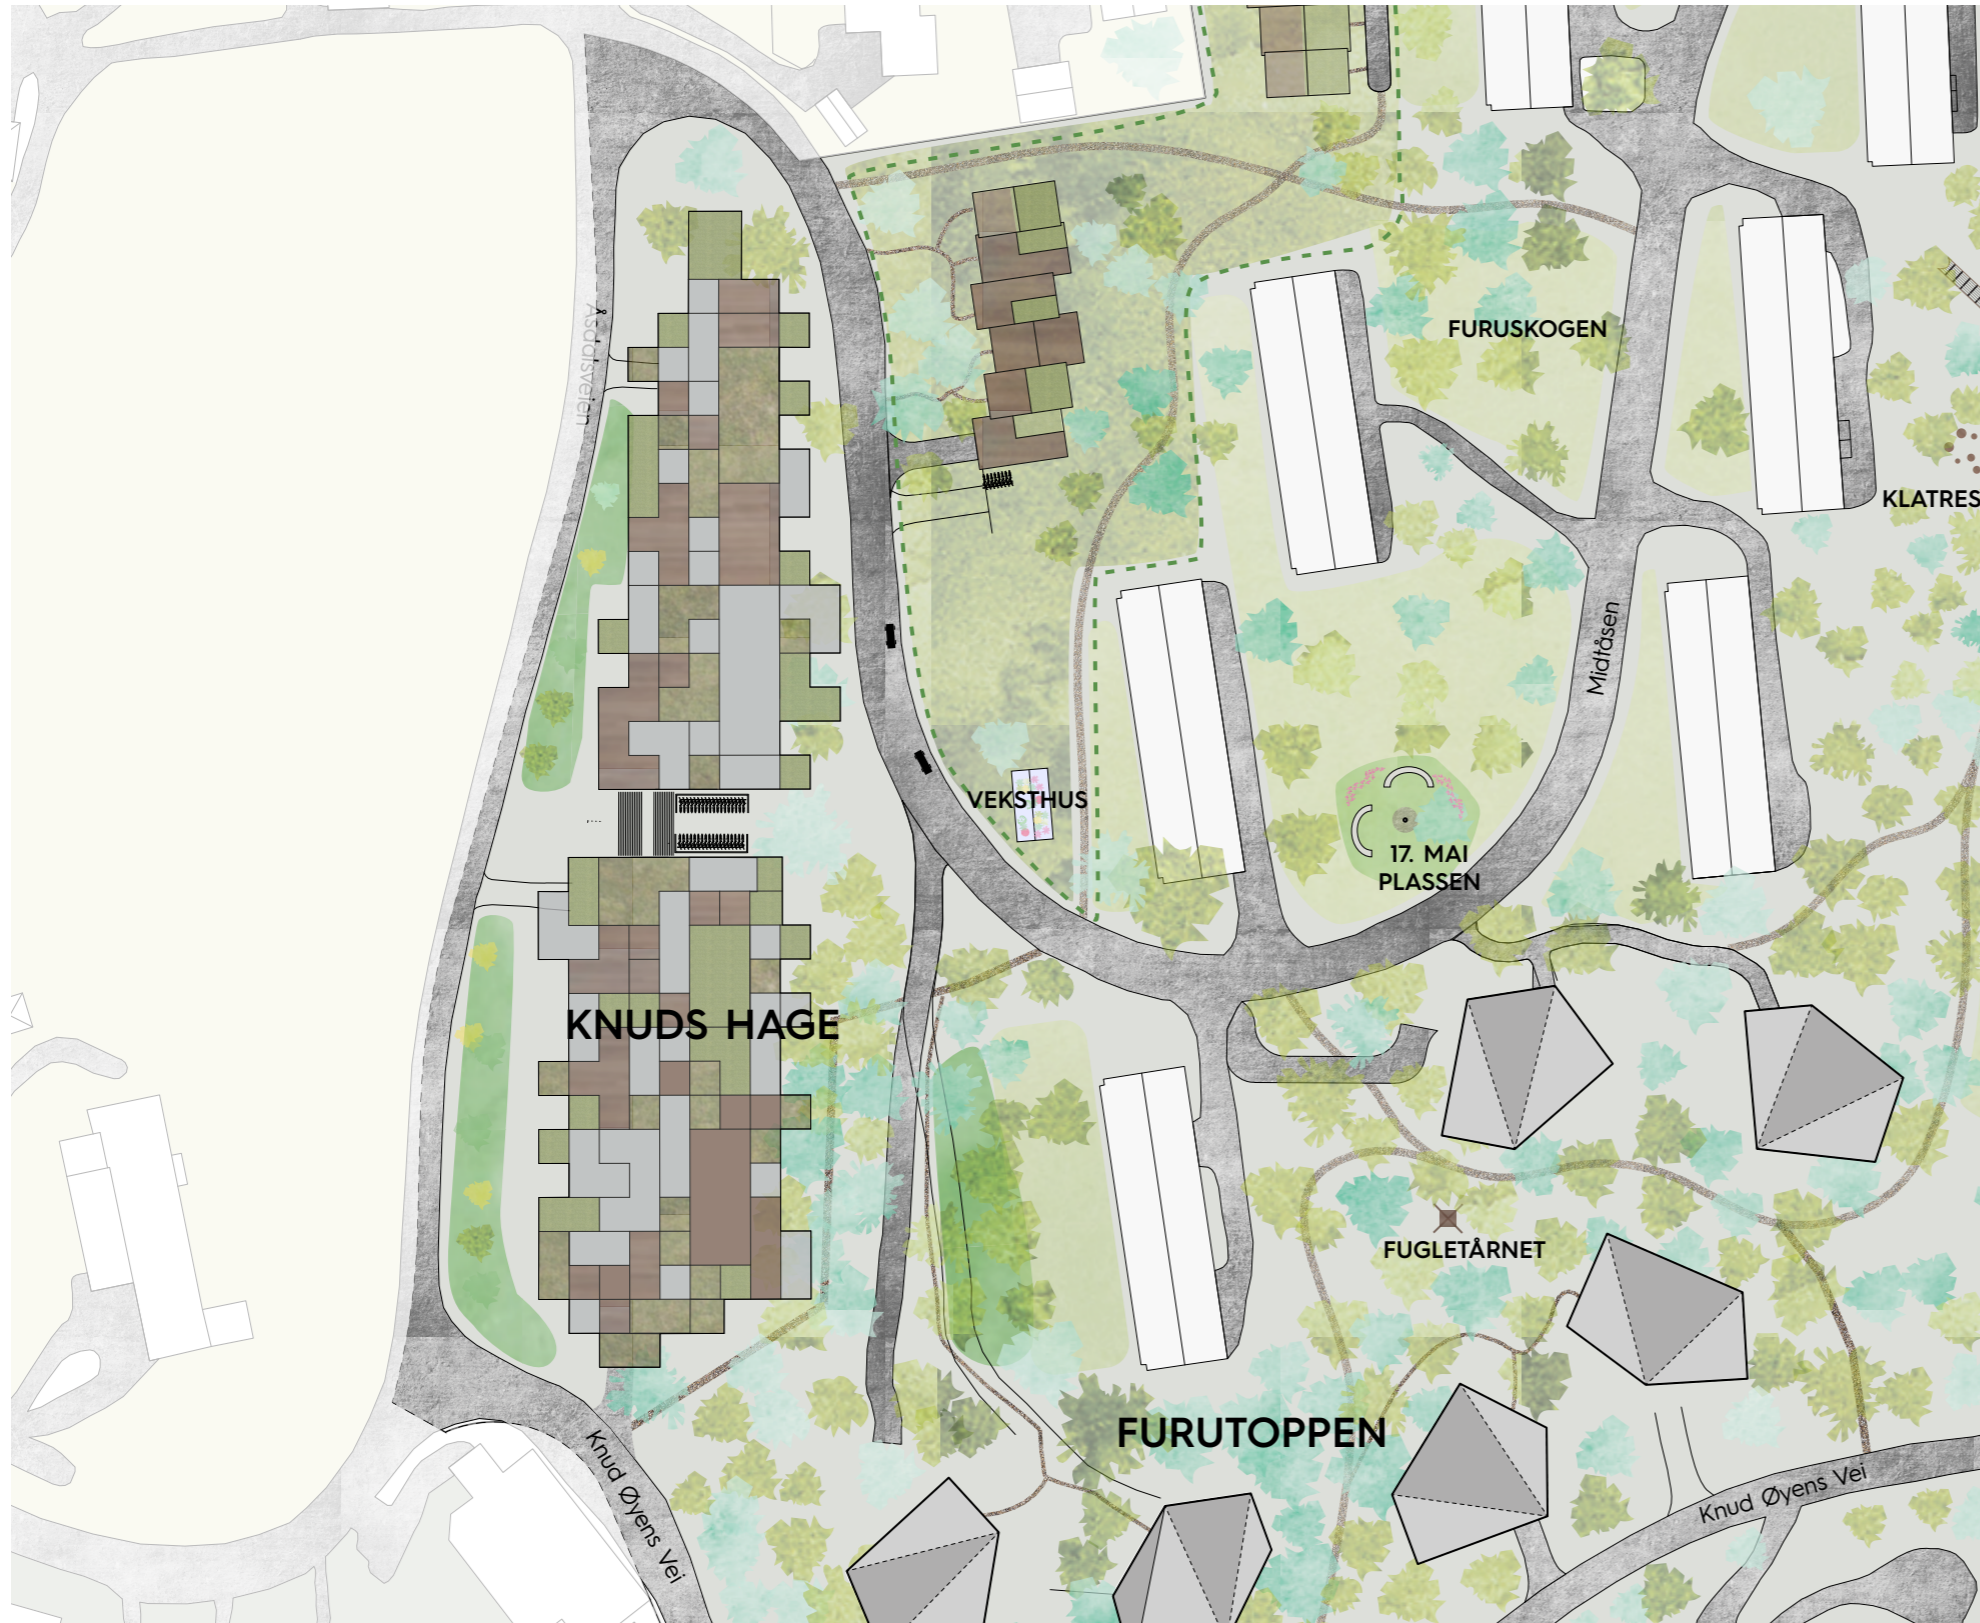 FURUSKOGEN
Åsdalsveien
KLATRES
Midtåsen
VEKSTHUS
17. MAI
PLASSEN
KNUDS HAGE
FUGLETÅRNET
FURUTOPPEN
Knud Øyens Vei
Knud Øyens Vei